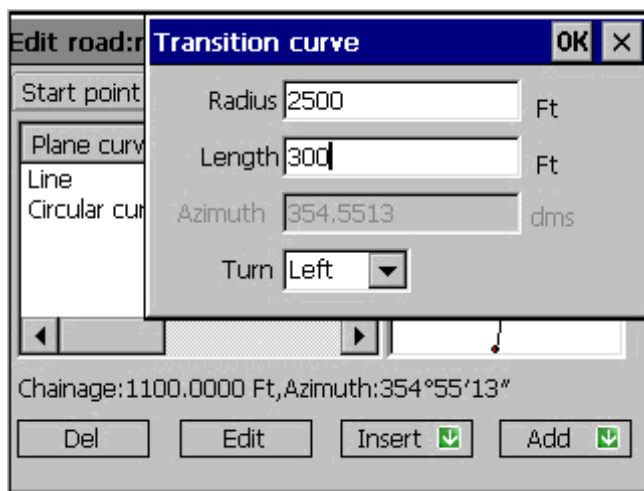 Edit road:r
Transition curve OK ×
Start point
Radius 2500 Ft
Plane curv
Length 300 Ft
Line
Circular cur
Azimuth 354.5513 dms
Turn Left
Chainage:1100.0000 Ft,Azimuth:354°55′13″
Del Edit Insert Add